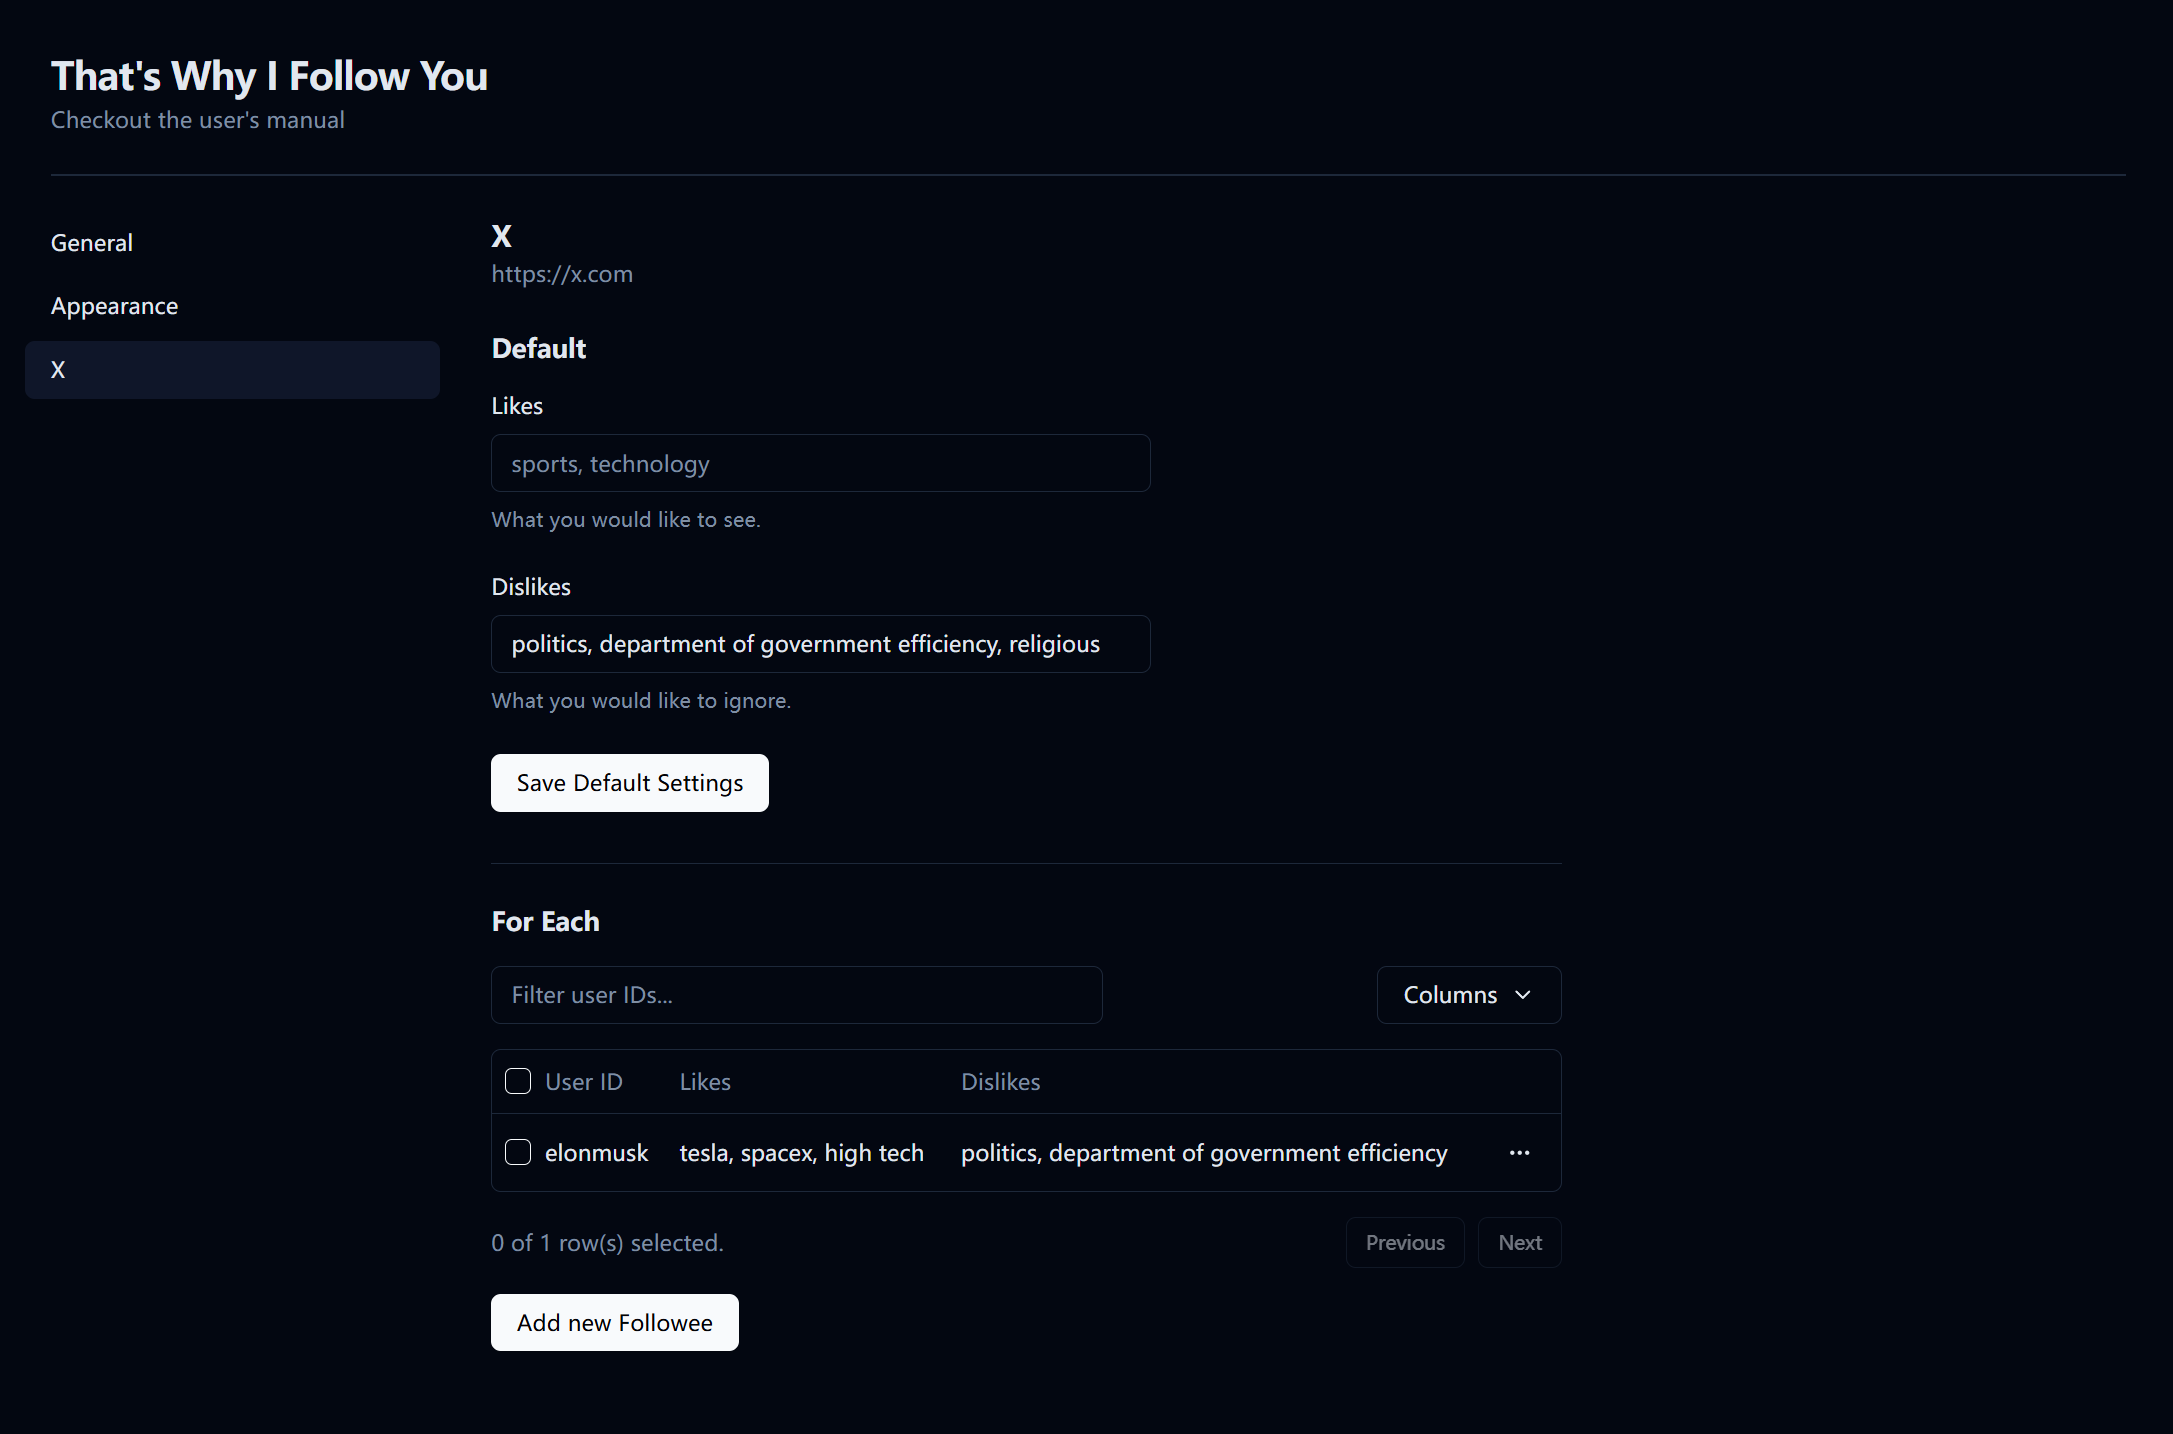 That's Why I Follow You
Checkout the user's manual
General
Appearance
X
X
https://x.com
Default
Likes
sports, technology
What you would like to see.
Dislikes
politics, department of government efficiency, religious
What you would like to ignore.
Save Default Settings
For Each
Filter user IDs...
Columns
User ID Likes Dislikes
elonmusk tesla, spacex, high tech politics, department of government efficiency
0 of 1 row(s) selected.
Previous Next
Add new Followee